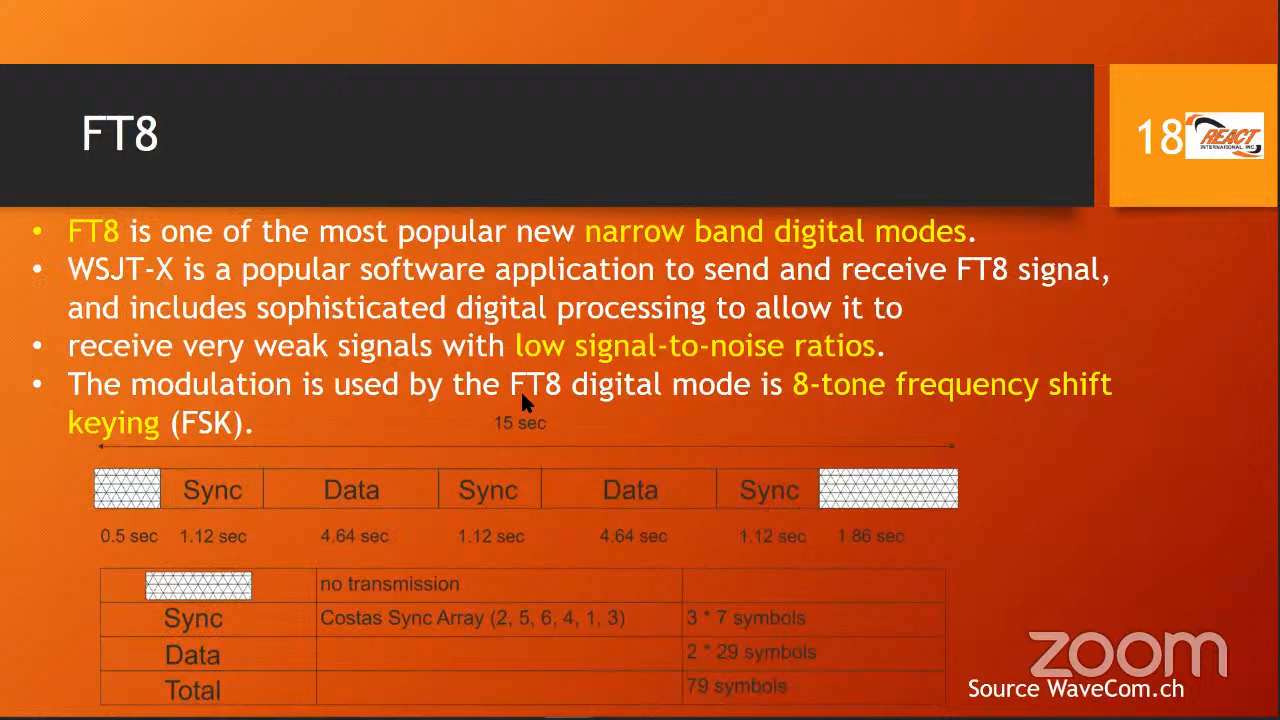 FT8
18
REACT
INTERNATIONAL, INC.
• FT8 is one of the most popular new narrow band digital modes.
• WSJT-X is a popular software application to send and receive FT8 signal,
and includes sophisticated digital processing to allow it to
• receive very weak signals with low signal-to-noise ratios.
• The modulation is used by the FT8 digital mode is 8-tone frequency shift
keying (FSK).
15 sec
Sync Data Sync Data Sync
0.5 sec 1.12 sec 4.64 sec 1.12 sec 4.64 sec 1.12 sec 1.86 sec
no transmission
Sync Costas Sync Array (2, 5, 6, 4, 1, 3) 3 * 7 symbols
Data 2 * 29 symbols
Total 79 symbols
zoom
Source WaveCom.ch